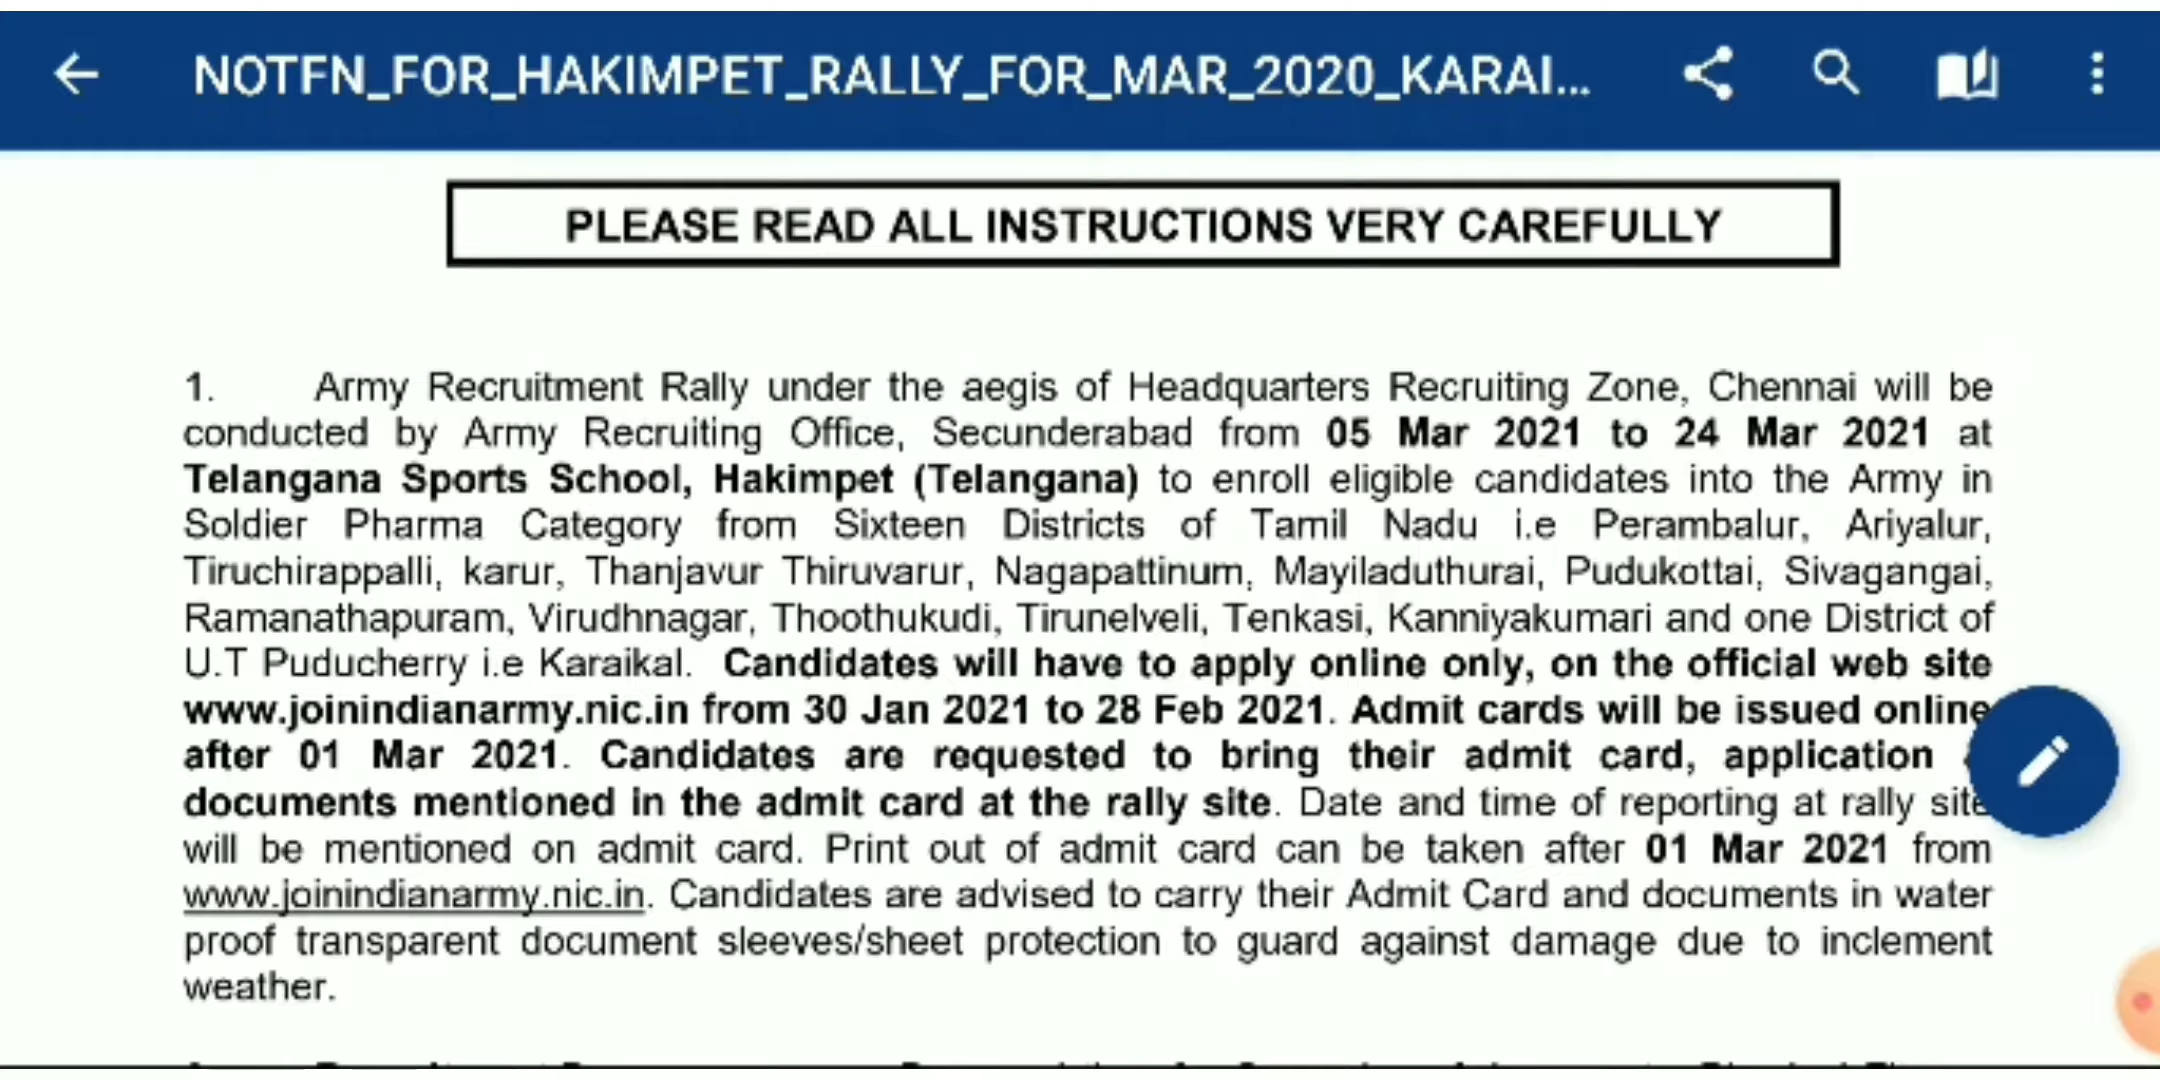 NOTFN_FOR_HAKIMPET_RALLY_FOR_MAR_2020_KARAI...
PLEASE READ ALL INSTRUCTIONS VERY CAREFULLY
1. Army Recruitment Rally under the aegis of Headquarters Recruiting Zone, Chennai will be
conducted by Army Recruiting Office, Secunderabad from 05 Mar 2021 to 24 Mar 2021 at
Telangana Sports School, Hakimpet (Telangana) to enroll eligible candidates into the Army in
Soldier Pharma Category from Sixteen Districts of Tamil Nadu i.e Perambalur, Ariyalur,
Tiruchirappalli, karur, Thanjavur Thiruvarur, Nagapattinum, Mayiladuthurai, Pudukottai, Sivagangai,
Ramanathapuram, Virudhnagar, Thoothukudi, Tirunelveli, Tenkasi, Kanniyakumari and one District of
U.T Puducherry i.e Karaikal. Candidates will have to apply online only, on the official web site
www.joinindianarmy.nic.in from 30 Jan 2021 to 28 Feb 2021. Admit cards will be issued online
after 01 Mar 2021. Candidates are requested to bring their admit card, application
documents mentioned in the admit card at the rally site. Date and time of reporting at rally site
will be mentioned on admit card. Print out of admit card can be taken after 01 Mar 2021 from
www.joinindianarmy.nic.in. Candidates are advised to carry their Admit Card and documents in water
proof transparent document sleeves/sheet protection to guard against damage due to inclement
weather.